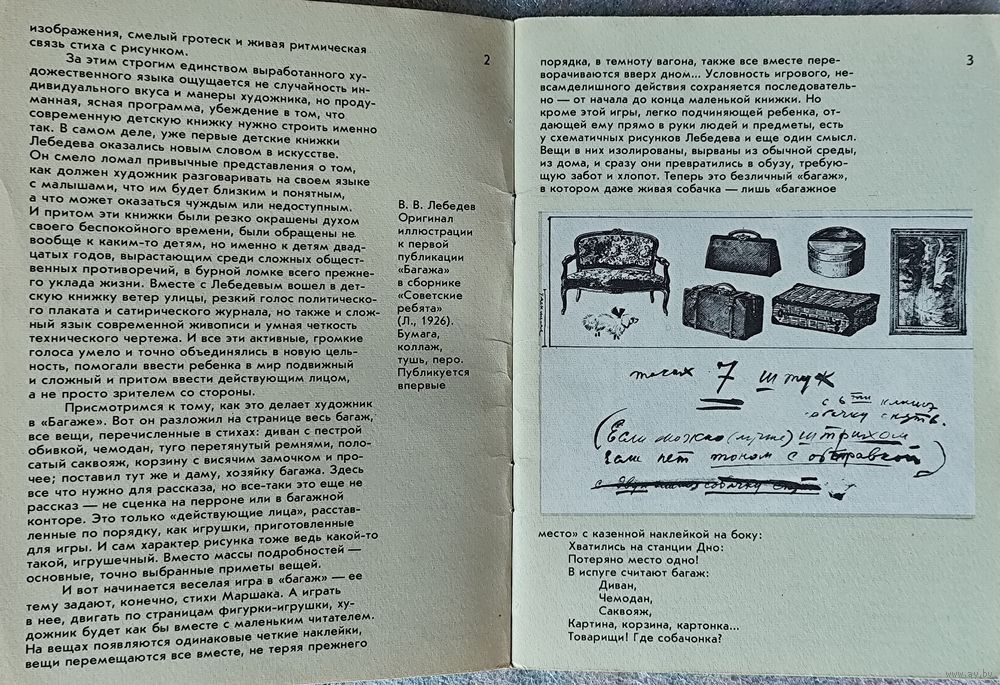 изображения, смелый гротеск и живая ритмическая
связь стиха с рисунком.
За этим строгим единством выработанного ху-
дожественного языка ощущается не случайность ин-
дивидуального вкуса и манеры художника, но проду-
манная, ясная программа, убеждение в том, что
современную детскую книжку нужно строить именно
так. В самом деле, уже первые детские книжки
Лебедева оказались новым словом в искусстве.
Он смело ломал привычные представления о том,
как должен художник разговаривать на своем языке
с малышами, что им будет близким и понятным,
а что может оказаться чуждым или недоступным.
И притом эти книжки были резко окрашены духом
своего беспокойного времени, были обращены не
вообще к каким-то детям, но именно к детям двад-
цатых годов, вырастающим среди сложных общест-
венных противоречий, в бурной ломке всего прежне-
го уклада жизни. Вместе с Лебедевым вошел в дет-
скую книжку ветер улицы, резкий голос политическо-
го плаката и сатирического журнала, но также и слож-
ный язык современной живописи и умная четкость
технического чертежа. И все эти активные, громкие
голоса умело и точно объединялись в новую цель-
ность, помогали ввести ребенка в мир подвижный
и сложный и притом ввести действующим лицом,
а не просто зрителем со стороны.
Присмотримся к тому, как это делает художник
в «Багаже». Вот он разложил на странице весь багаж,
все вещи, перечисленные в стихах: диван с пестрой
обивкой, чемодан, туго перетянутый ремнями, поло-
сатый саквояж, корзину с висячим замочком и про-
чее; поставил тут же и даму, хозяйку багажа. Здесь
все что нужно для рассказа, но все-таки это еще не
рассказ — не сценка на перроне или в багажной
конторе. Это только «действующие лица», расстав-
ленные по порядку, как игрушки, приготовленные
для игры. И сам характер рисунка тоже ведь какой-то
такой, игрушечный. Вместо массы подробностей —
основные, точно выбранные приметы вещей.
И вот начинается веселая игра в «багаж» — ее
тему задают, конечно, стихи Маршака. А играть
в нее, двигать по страницам фигурки-игрушки, ху-
дожник будет как бы вместе с маленьким читателем.
На вещах появляются одинаковые четкие наклейки,
вещи перемещаются все вместе, не теряя прежнего
2
В. В. Лебедев
Оригинал
иллюстрации
к первой
публикации
«Багажа»
в сборнике
«Советские
ребята»
(Л., 1926).
Бумага,
коллаж,
тушь, перо.
Публикуется
впервые
3
порядка, в темноту вагона, также все вместе пере-
ворачиваются вверх дном... Условность игрового, не-
всамделишного действия сохраняется последователь-
но — от начала до конца маленькой книжки. Но
кроме этой игры, легко подчиняющей ребенка, от-
дающей ему прямо в руки людей и предметы, есть
у схематичных рисунков Лебедева и еще один смысл.
Вещи в них изолированы, вырваны из обычной среды,
из дома, и сразу они превратились в обузу, требую-
щую забот и хлопот. Теперь это безличный «багаж»,
в котором даже живая собачка — лишь «багажное
7 штук
с 6
(Если можно (лучше) штрихом
Если нет тоном с обтравкой)
место» с казенной наклейкой на боку:
Хватились на станции Дно:
Потеряно место одно!
В испуге считают багаж:
Диван,
Чемодан,
Саквояж,
Картина, корзина, картонка...
Товарищи! Где собачонка?
www.ay.by